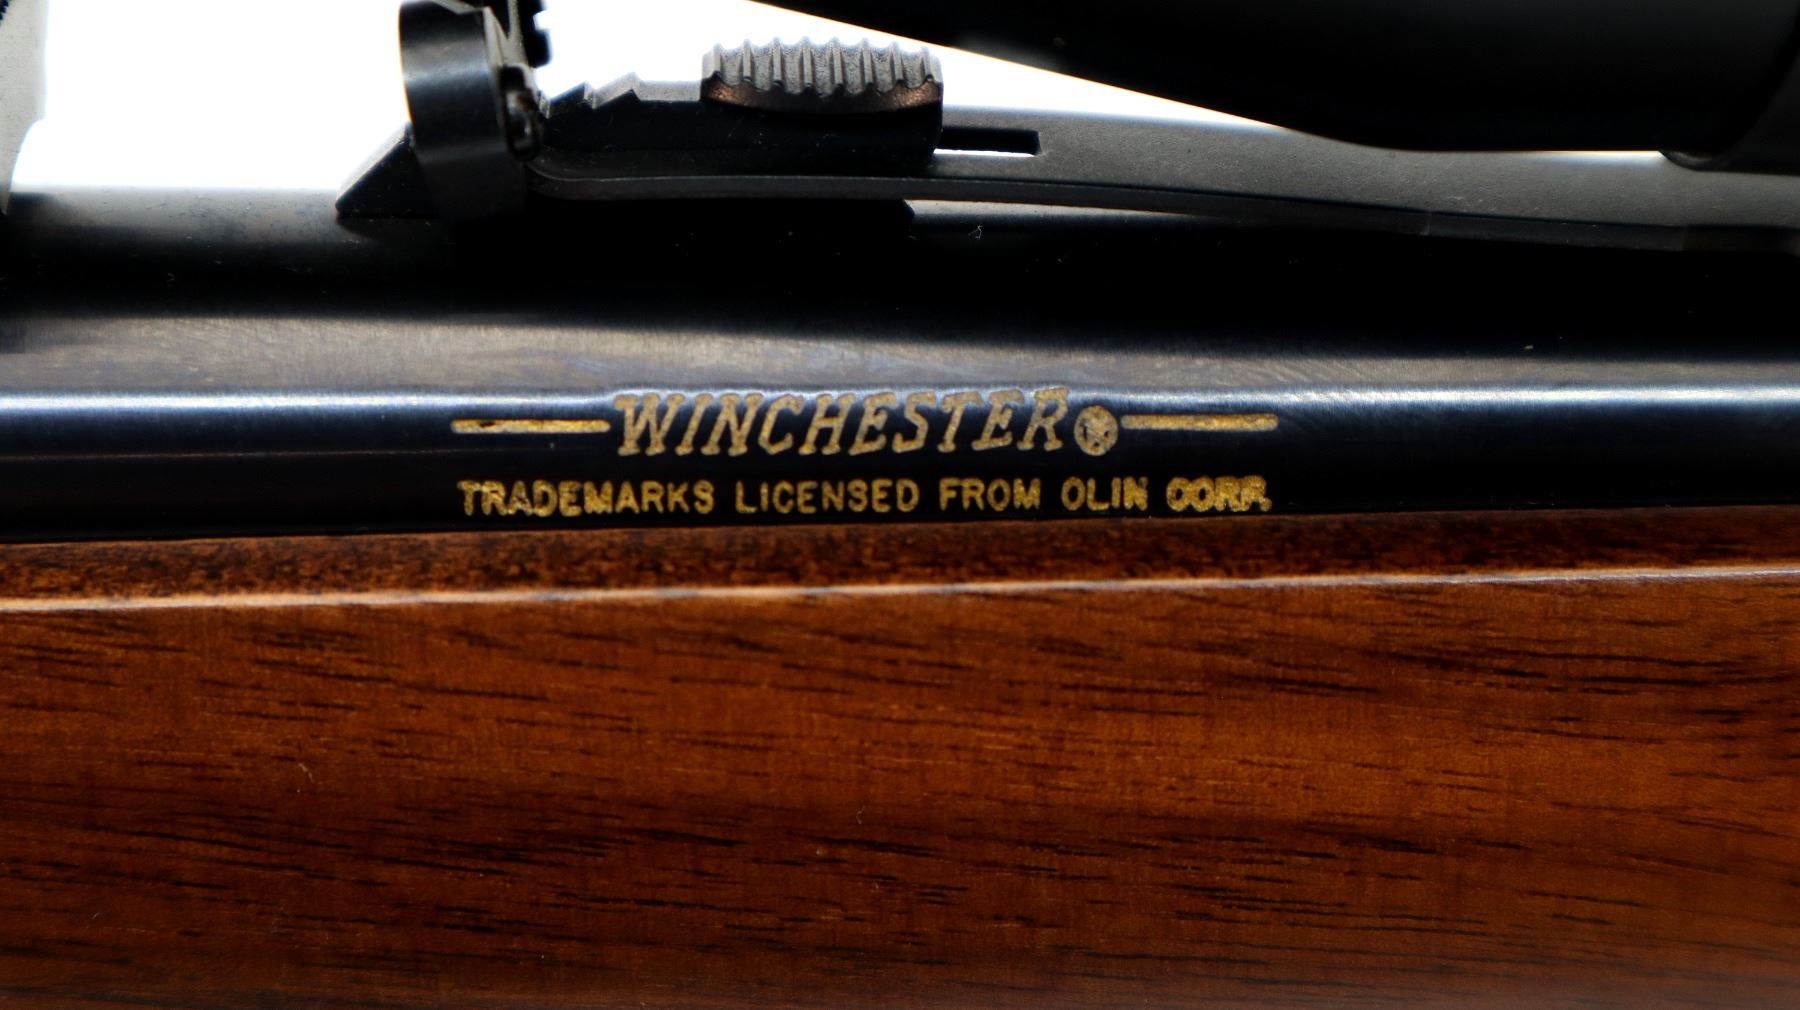 WINCHESTER®
TRADEMARKS LICENSED FROM OLIN CORP.